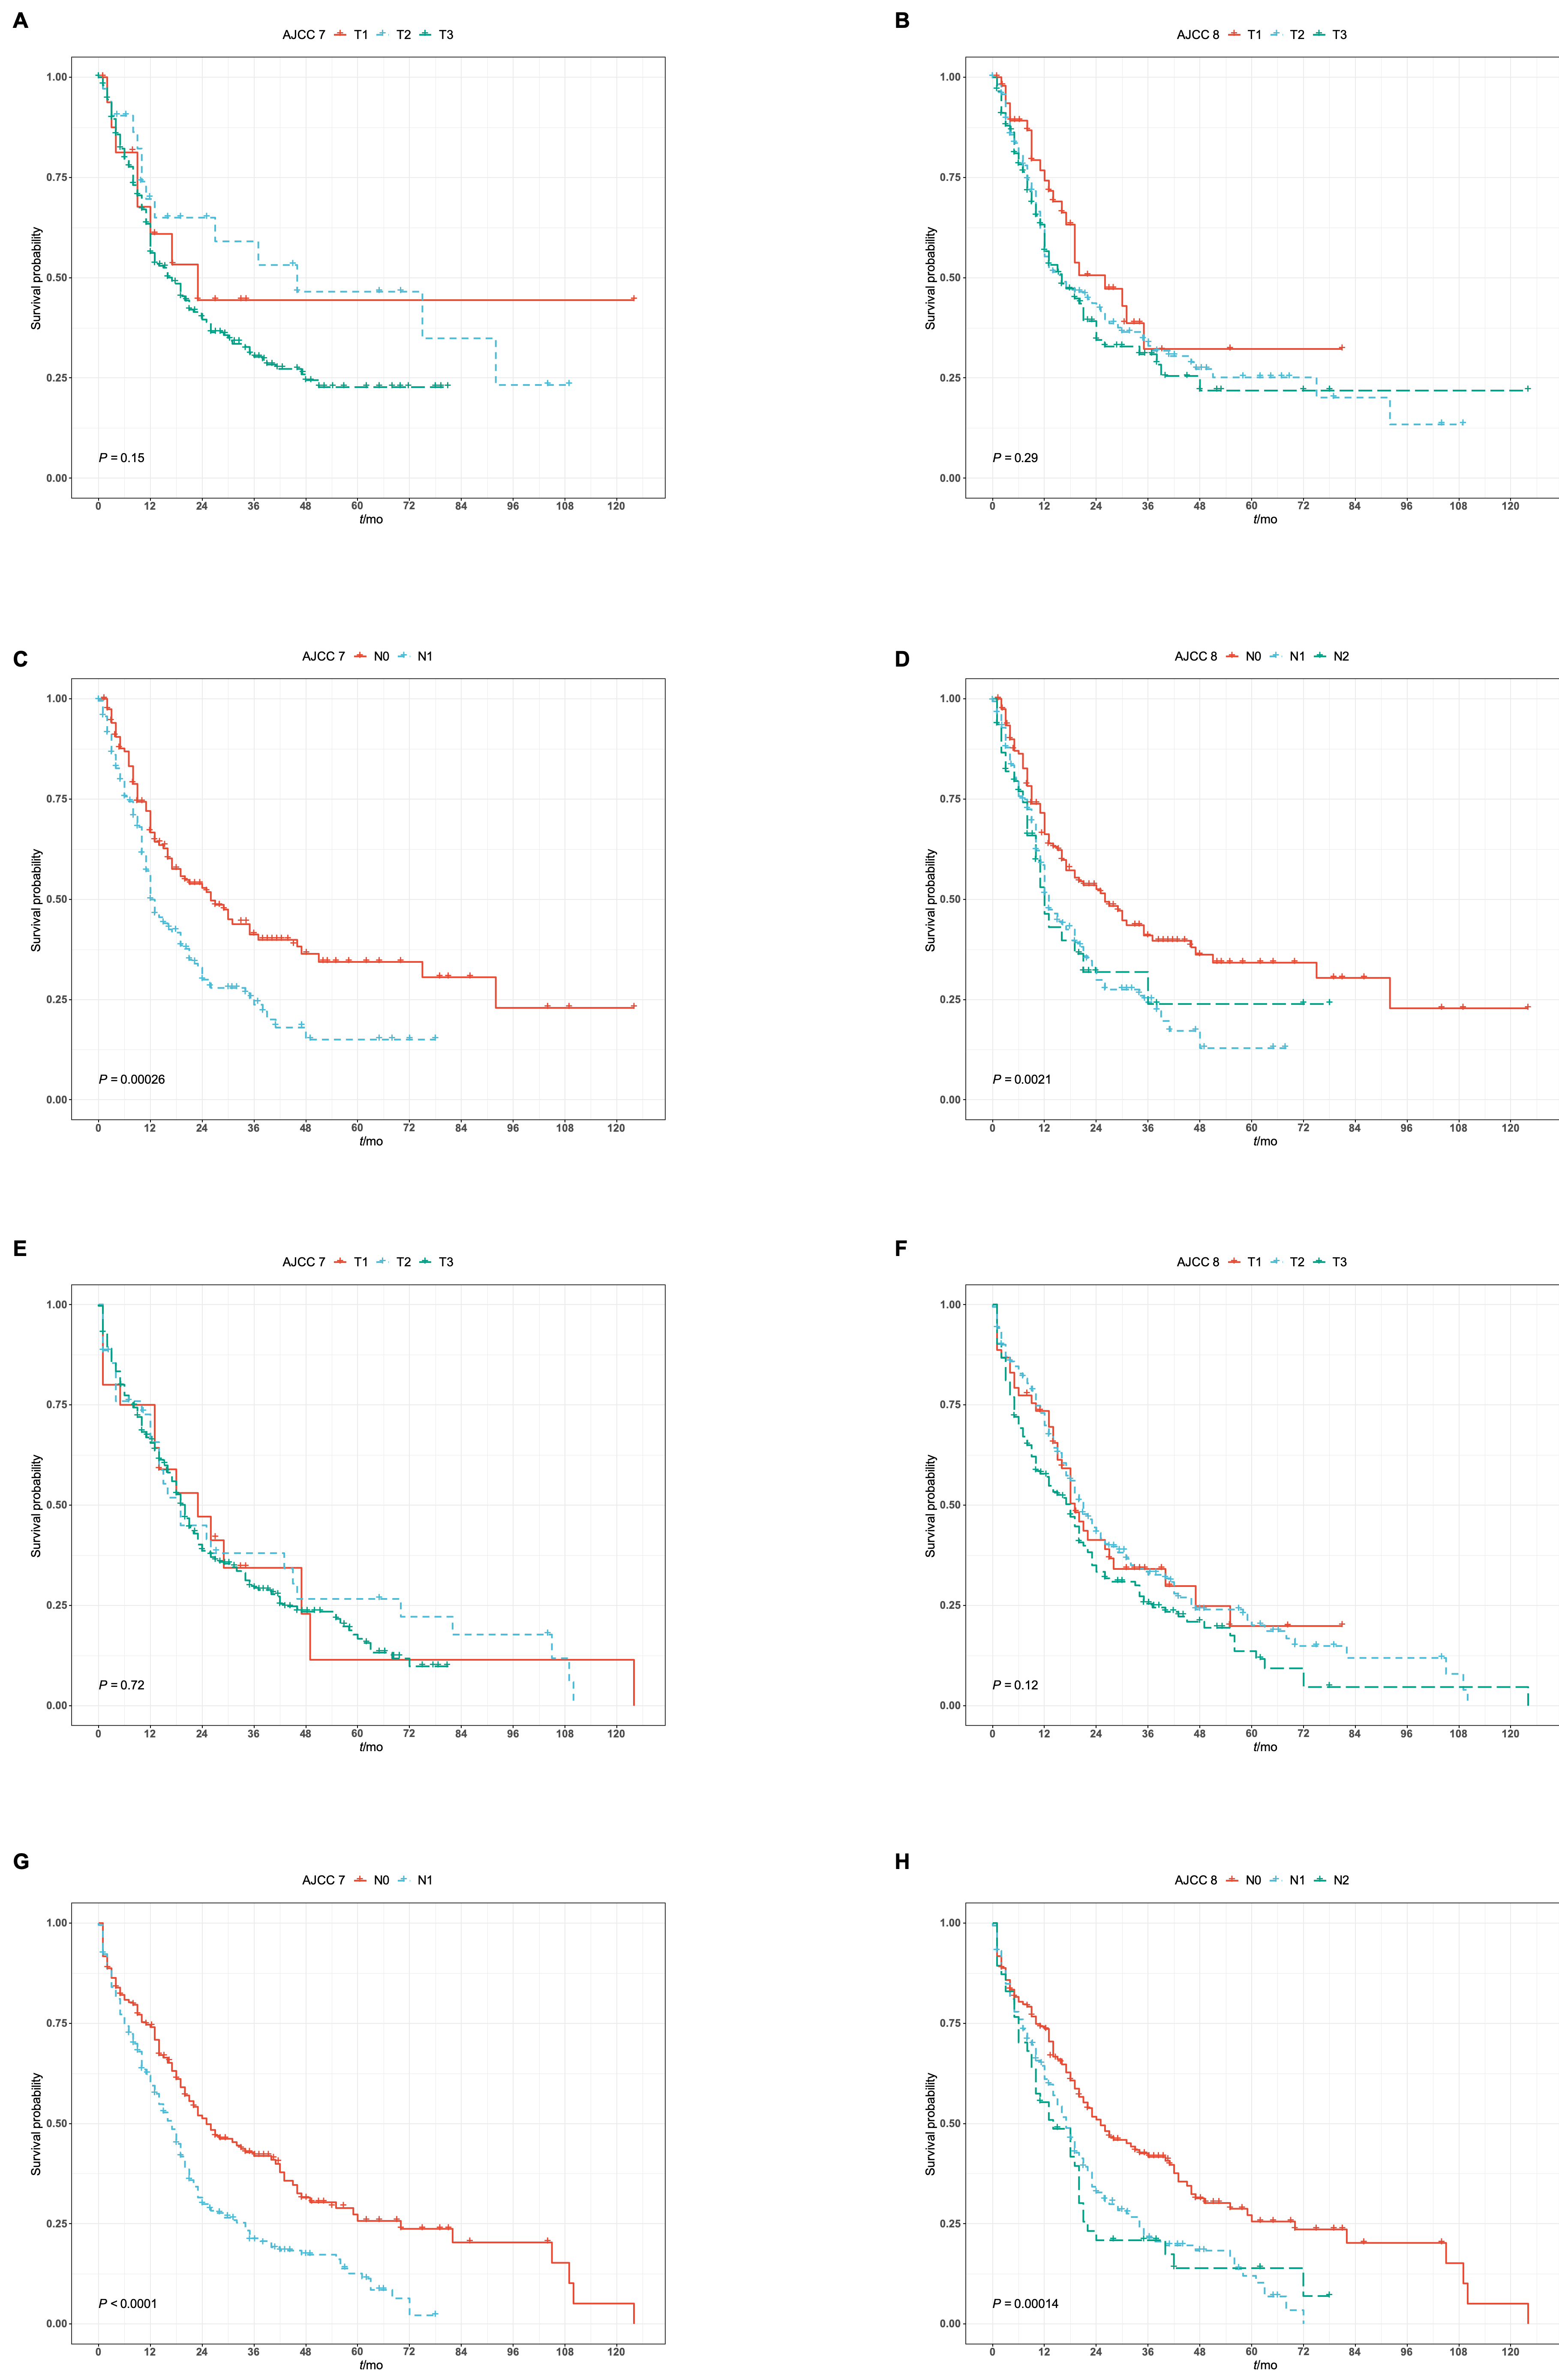 A
AJCC 7 T1 T2 T3
1.00
0.75
0.50
0.25
0.00
Survival probability
P = 0.15
0 12 24 36 48 60 72 84 96 108 120
t/mo
B
AJCC 8 T1 T2 T3
1.00
0.75
0.50
0.25
0.00
Survival probability
P = 0.29
0 12 24 36 48 60 72 84 96 108 120
t/mo
C
AJCC 7 N0 N1
1.00
0.75
0.50
0.25
0.00
Survival probability
P = 0.00026
0 12 24 36 48 60 72 84 96 108 120
t/mo
D
AJCC 8 N0 N1 N2
1.00
0.75
0.50
0.25
0.00
Survival probability
P = 0.0021
0 12 24 36 48 60 72 84 96 108 120
t/mo
E
AJCC 7 T1 T2 T3
1.00
0.75
0.50
0.25
0.00
Survival probability
P = 0.72
0 12 24 36 48 60 72 84 96 108 120
t/mo
F
AJCC 8 T1 T2 T3
1.00
0.75
0.50
0.25
0.00
Survival probability
P = 0.12
0 12 24 36 48 60 72 84 96 108 120
t/mo
G
AJCC 7 N0 N1
1.00
0.75
0.50
0.25
0.00
Survival probability
P < 0.0001
0 12 24 36 48 60 72 84 96 108 120
t/mo
H
AJCC 8 N0 N1 N2
1.00
0.75
0.50
0.25
0.00
Survival probability
P = 0.00014
0 12 24 36 48 60 72 84 96 108 120
t/mo